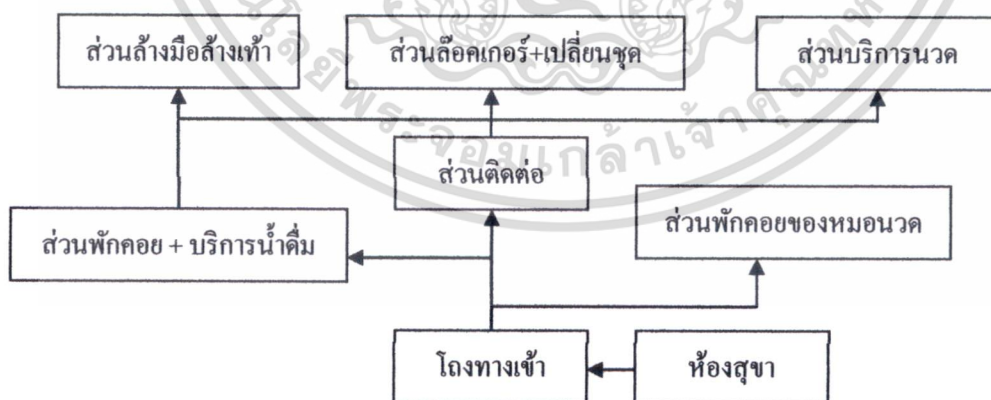 ส่วนล้างมือล้างเท้า
ส่วนล๊อคเกอร์+เปลี่ยนชุด
ส่วนบริการนวด
ส่วนติดต่อ
ส่วนพักคอยของหมอนวด
ส่วนพักคอย + บริการน้ำดื่ม
โถงทางเข้า
ห้องสุขา